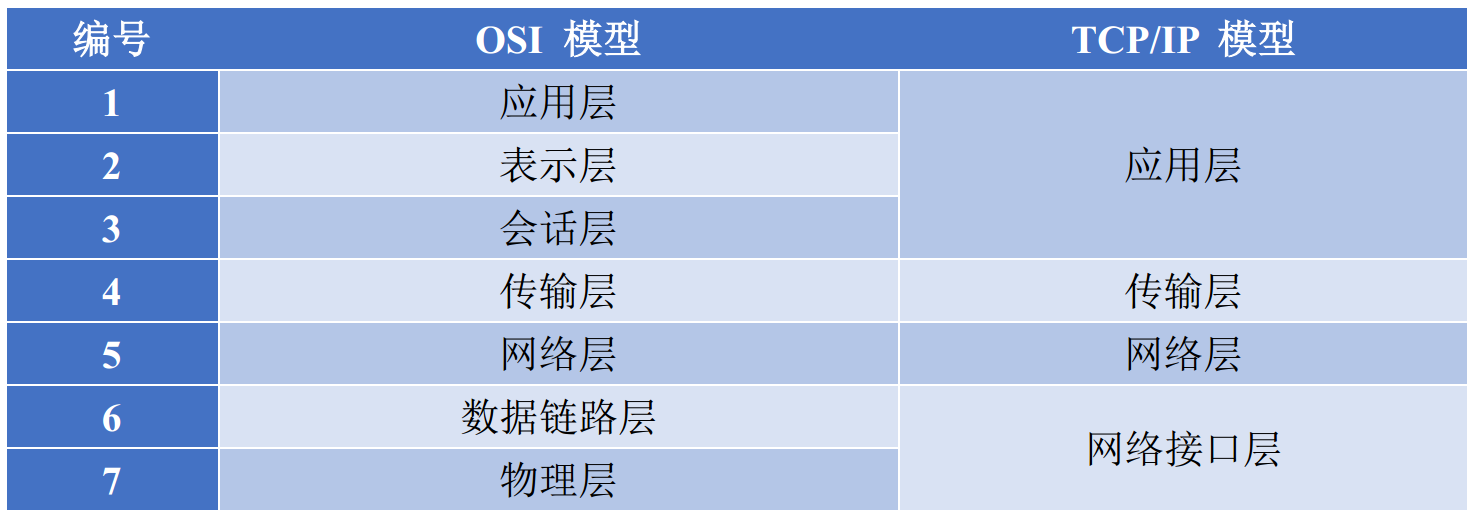 编号 OSI 模型 TCP/IP 模型
1 应用层 应用层
2 表示层
3 会话层
4 传输层 传输层
5 网络层 网络层
6 数据链路层 网络接口层
7 物理层